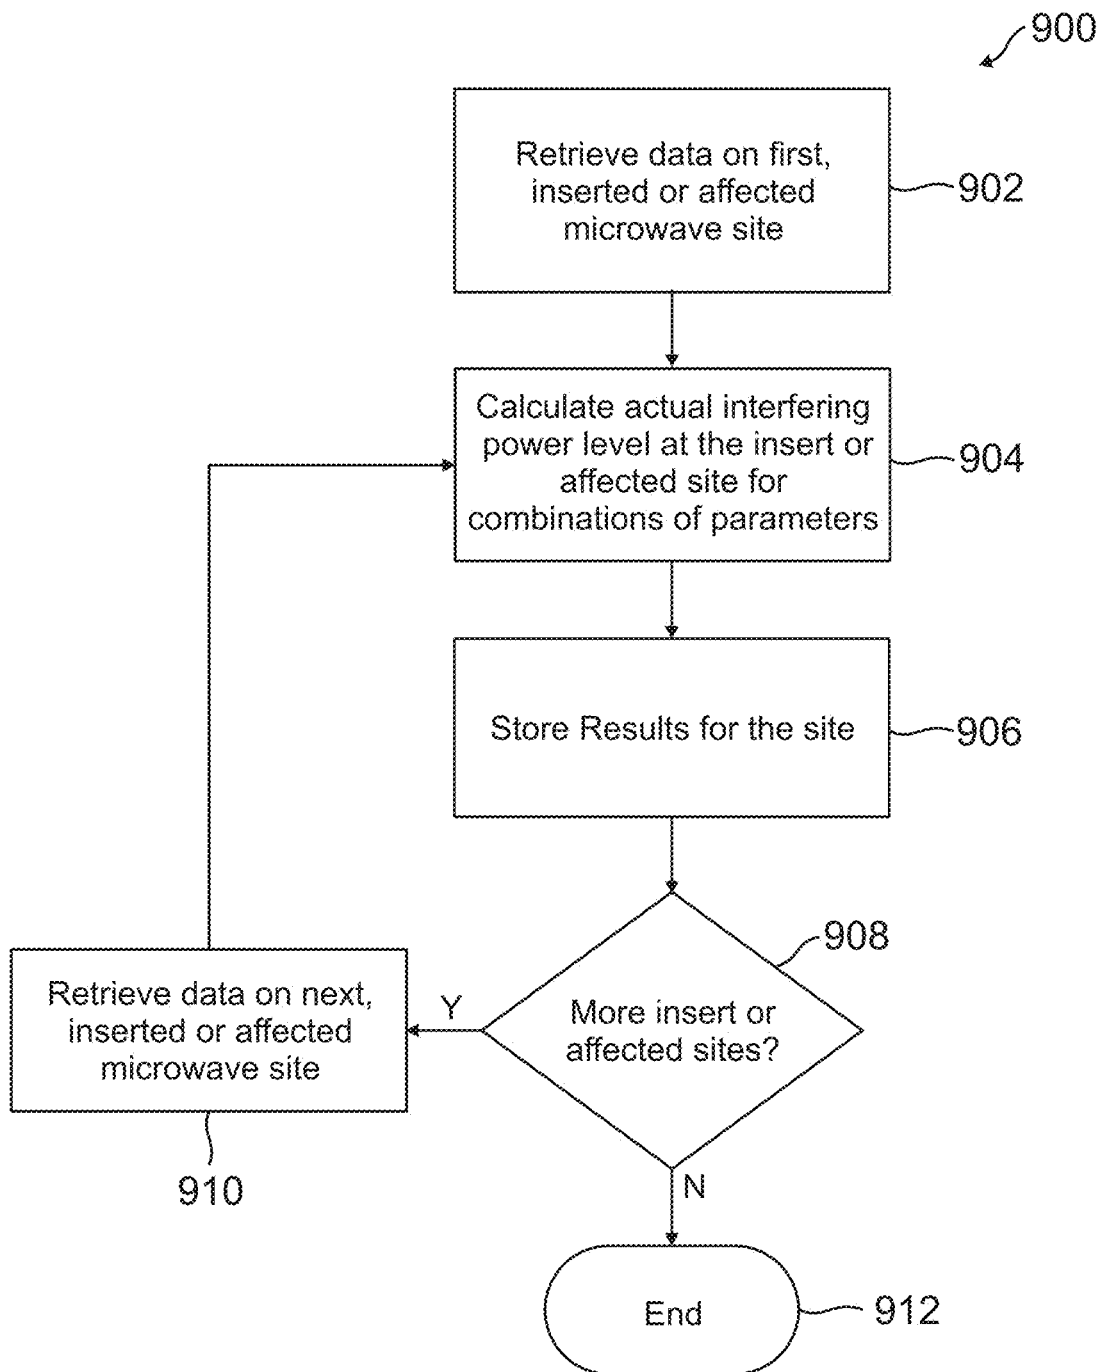 900
Retrieve data on first,
inserted or affected
microwave site
902
Calculate actual interfering
power level at the insert or
affected site for
combinations of parameters
904
Store Results for the site
906
908
More insert or
affected sites?
Y
Retrieve data on next,
inserted or affected
microwave site
910
N
End
912